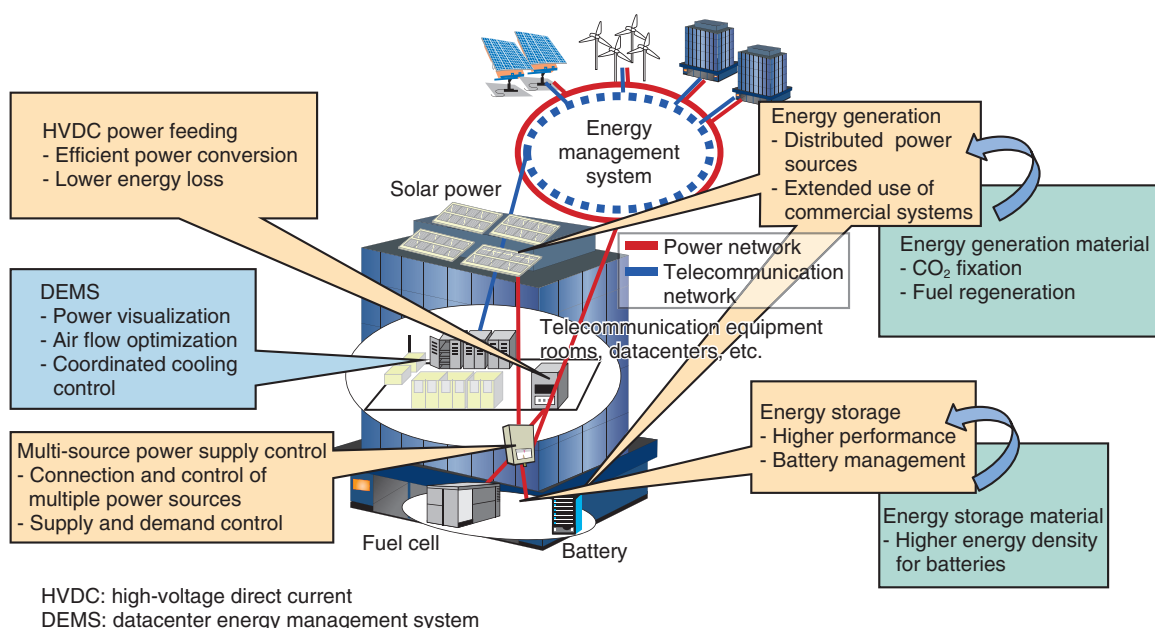 HVDC power feeding
- Efficient power conversion
- Lower energy loss
Energy
management
system
Energy generation
- Distributed power
sources
- Extended use of
commercial systems
Solar power
Power network
Telecommunication
network
Energy generation material
- CO₂ fixation
- Fuel regeneration
DEMS
- Power visualization
- Air flow optimization
- Coordinated cooling
control
Telecommunication equipment
rooms, datacenters, etc.
Energy storage
- Higher performance
- Battery management
Multi-source power supply control
- Connection and control of
multiple power sources
- Supply and demand control
Energy storage material
- Higher energy density
for batteries
Fuel cell
Battery
HVDC: high-voltage direct current
DEMS: datacenter energy management system